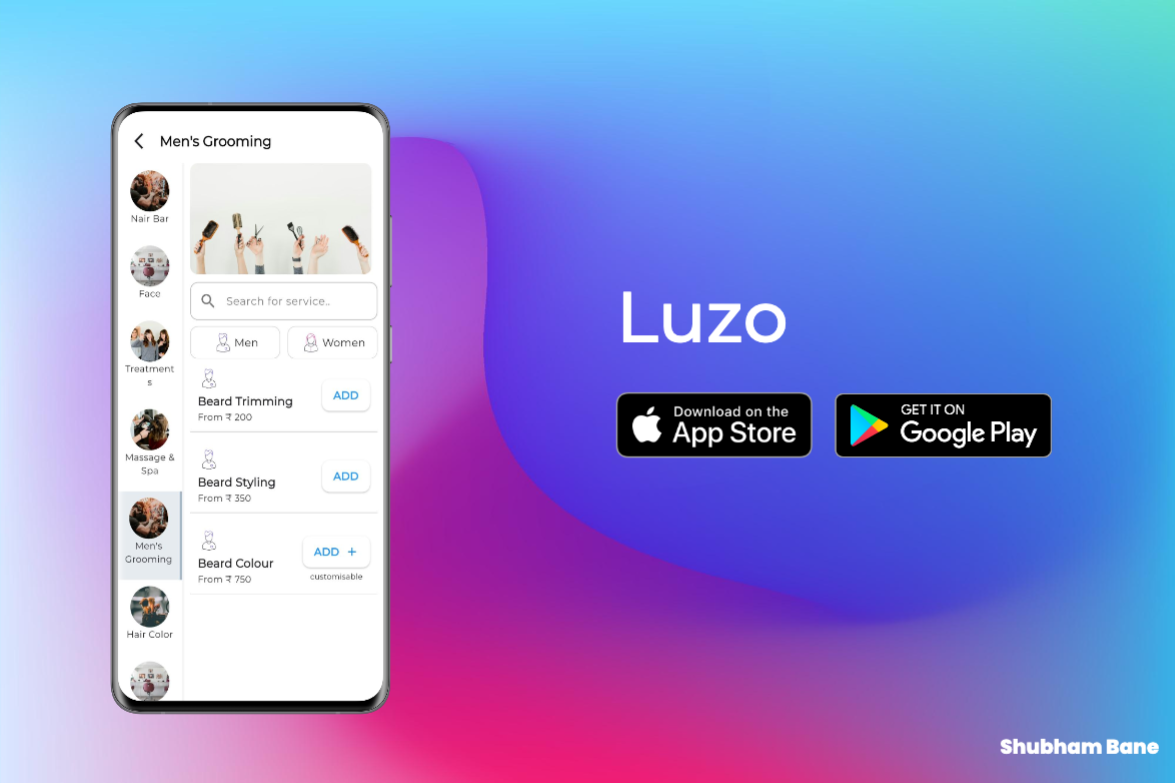 Men's Grooming
Nair Bar
Face
Treatment
s
Massage &
Spa
Men's
Grooming
Hair Color
Search for service..
Men
Women
Beard Trimming
From ₹ 200
ADD
Beard Styling
From ₹ 350
ADD
Beard Colour
From ₹ 750
ADD +
customisable
Luzo
Download on the
App Store
GET IT ON
Google Play
Shubham Bane